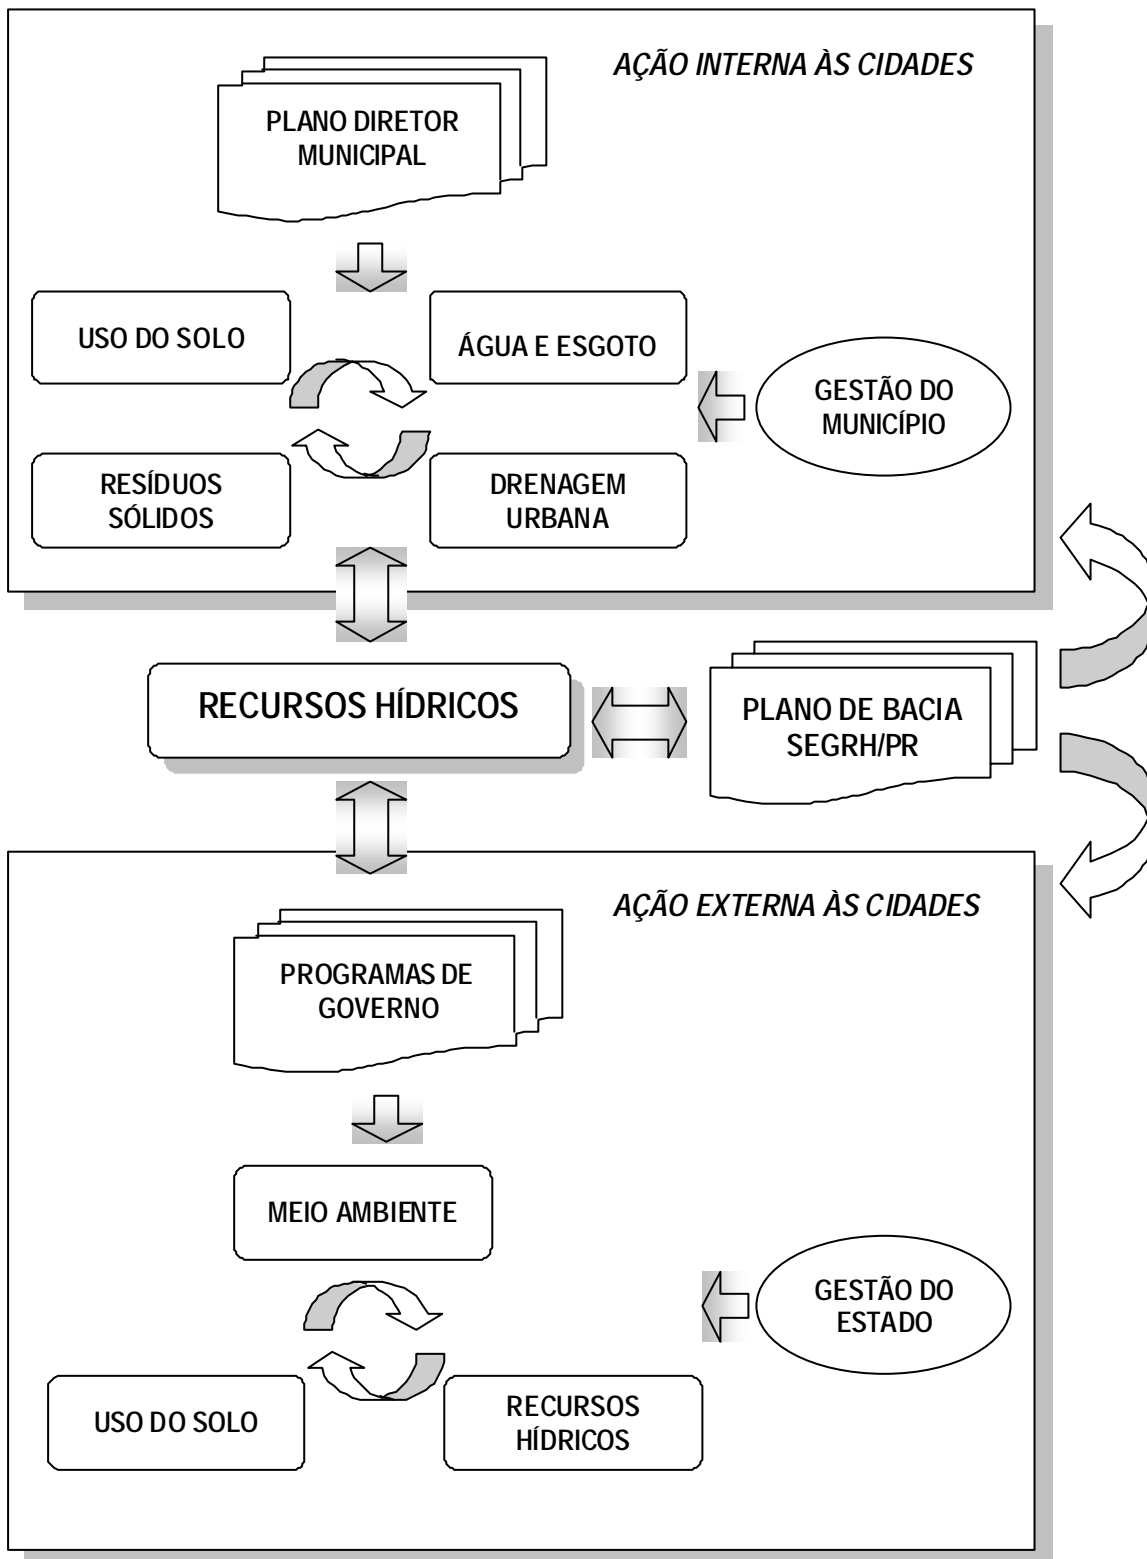 AÇÃO INTERNA ÀS CIDADES
PLANO DIRETOR
MUNICIPAL
USO DO SOLO
ÁGUA E ESGOTO
GESTÃO DO
MUNICÍPIO
RESÍDUOS
SÓLIDOS
DRENAGEM
URBANA
RECURSOS HÍDRICOS
PLANO DE BACIA
SEGRH/PR
AÇÃO EXTERNA ÀS CIDADES
PROGRAMAS DE
GOVERNO
MEIO AMBIENTE
GESTÃO DO
ESTADO
USO DO SOLO
RECURSOS
HÍDRICOS